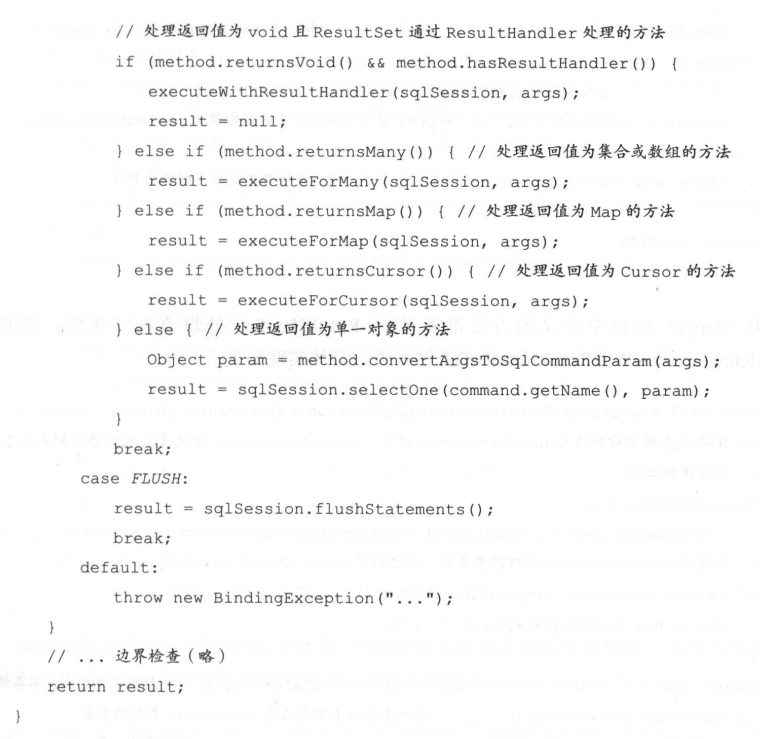 // 处理返回值为 void 且 ResultSet 通过 ResultHandler 处理的方法
if (method.returnsVoid() && method.hasResultHandler()) {
executeWithResultHandler(sqlSession, args);
result = null;
} else if (method.returnsMany()) { // 处理返回值为集合或数组的方法
result = executeForMany(sqlSession, args);
} else if (method.returnsMap()) { // 处理返回值为 Map 的方法
result = executeForMap(sqlSession, args);
} else if (method.returnsCursor()) { // 处理返回值为 Cursor 的方法
result = executeForCursor(sqlSession, args);
} else { // 处理返回值为单一对象的方法
Object param = method.convertArgsToSqlCommandParam(args);
result = sqlSession.selectOne(command.getName(), param);
}
break;
case FLUSH:
result = sqlSession.flushStatements();
break;
default:
throw new BindingException("...");
}
// ... 边界检查（略）
return result;
}